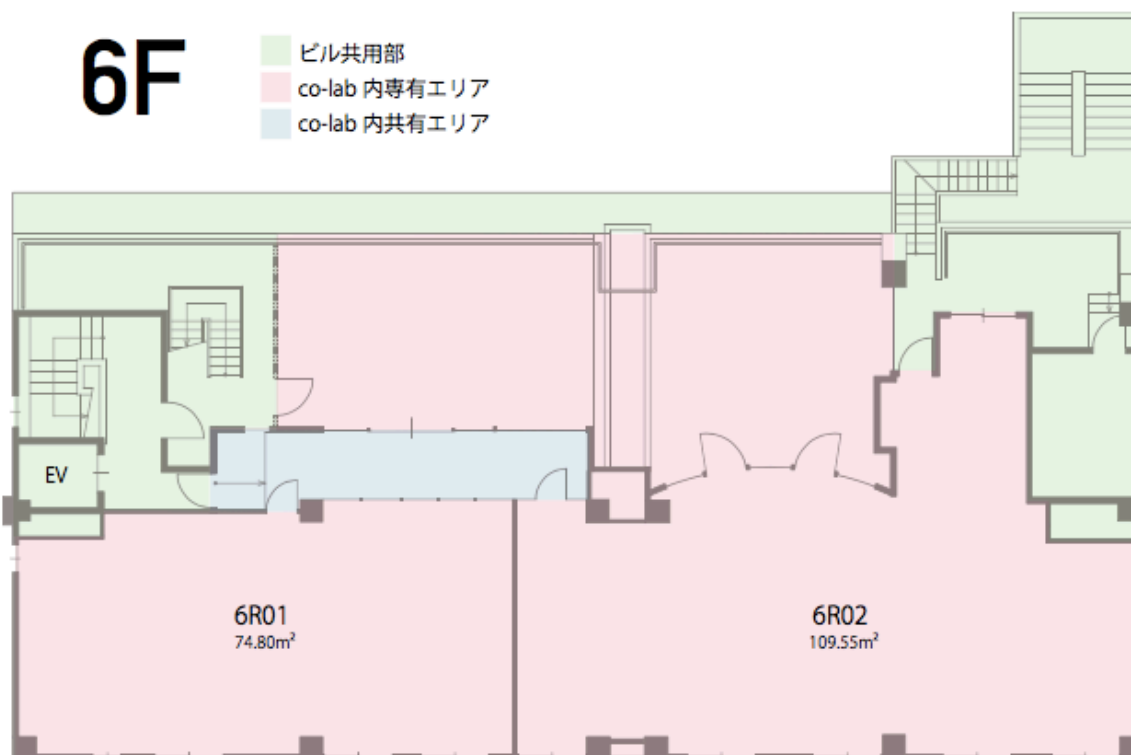 6F
ビル共用部
co-lab 内専有エリア
co-lab 内共有エリア
EV
6R01
74.80m²
6R02
109.55m²